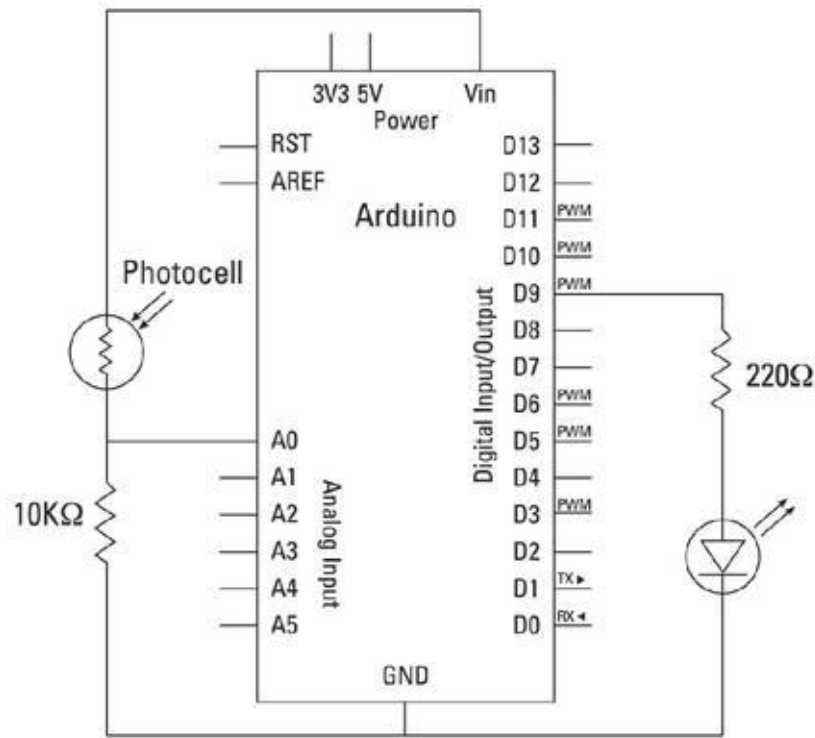 3V3 5V Vin
Power
RST
AREF
Arduino
Photocell
A0
A1
A2
A3
A4
A5
Analog Input
10KΩ
D13
D12
D11 PWM
D10 PWM
D9 PWM
D8
D7
D6 PWM
D5 PWM
D4
D3 PWM
D2
D1 TX ▶
D0 RX ◀
Digital Input/Output
220Ω
GND